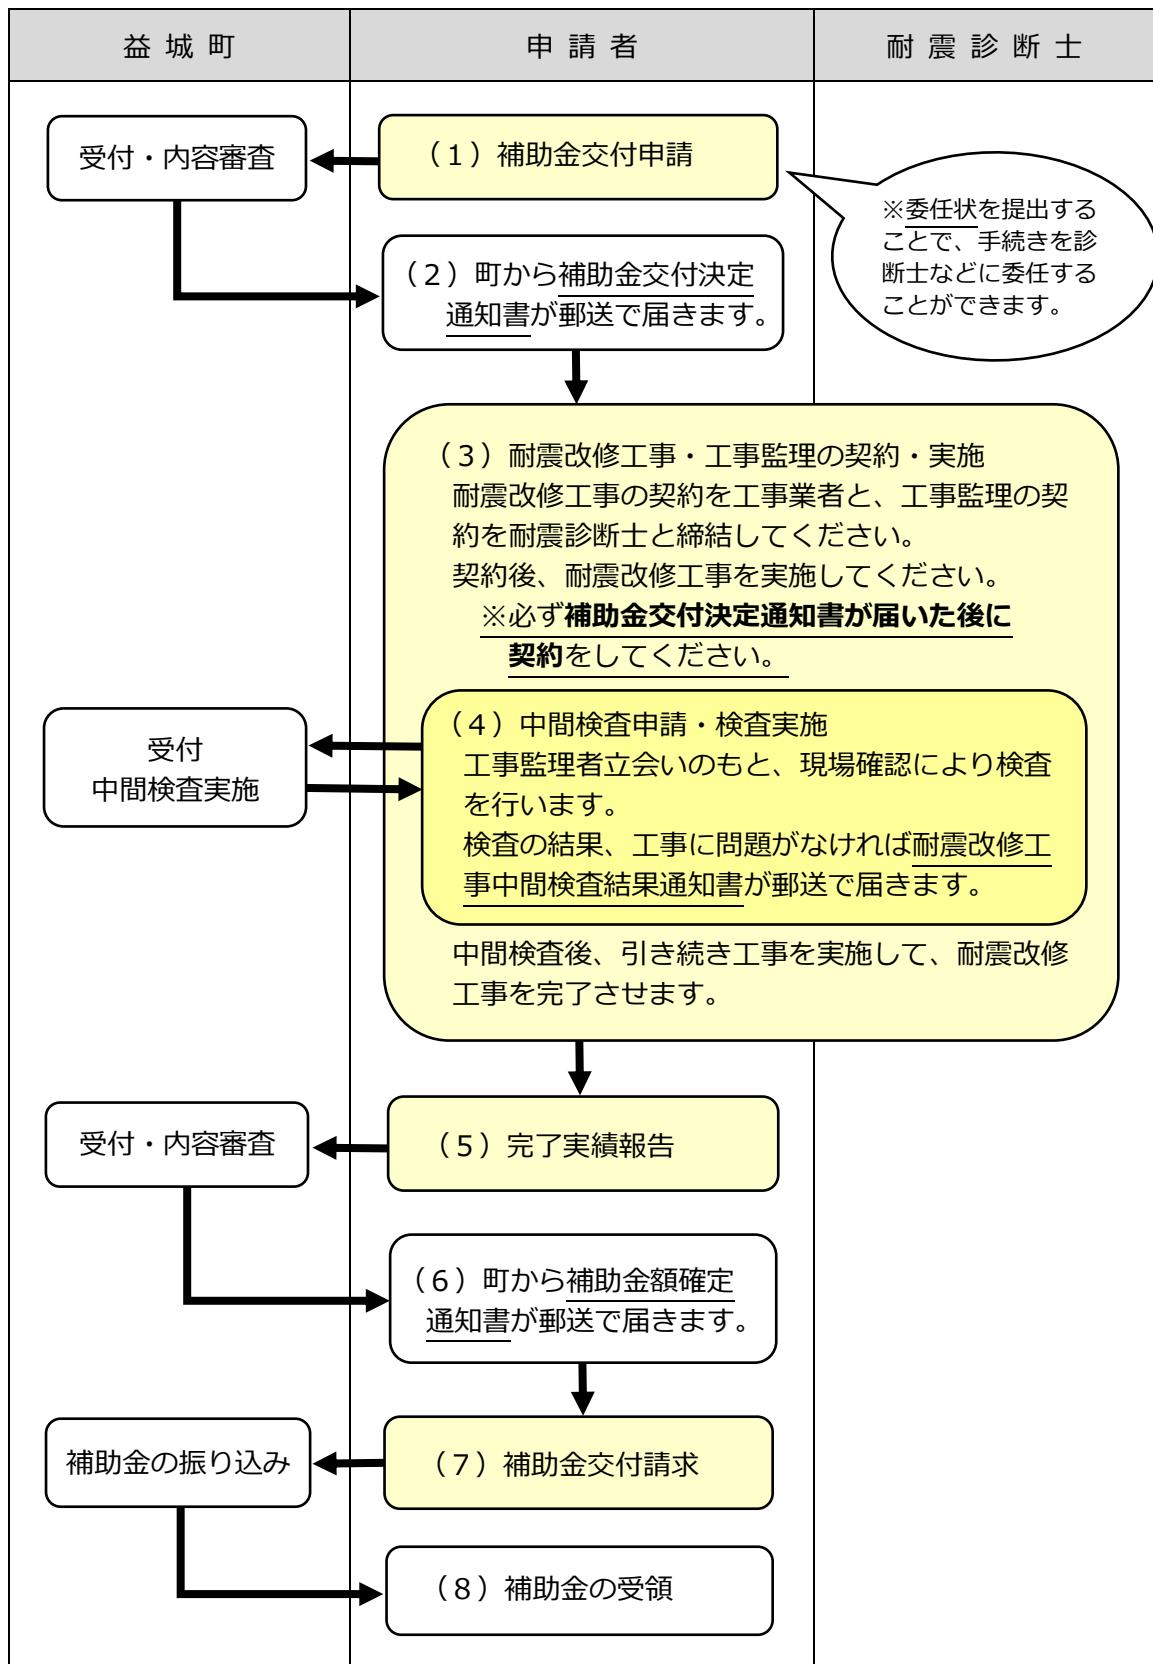 益城町
申請者
耐震診断士
受付・内容審査
（１）補助金交付申請
※委任状を提出する
ことで、手続きを診
断士などに委任する
ことができます。
（２）町から補助金交付決定
通知書が郵送で届きます。
（３）耐震改修工事・工事監理の契約・実施
耐震改修工事の契約を工事業者と、工事監理の契
約を耐震診断士と締結してください。
契約後、耐震改修工事を実施してください。
※必ず補助金交付決定通知書が届いた後に
契約をしてください。
受付
中間検査実施
（４）中間検査申請・検査実施
工事監理者立会いのもと、現場確認により検査
を行います。
検査の結果、工事に問題がなければ耐震改修工
事中間検査結果通知書が郵送で届きます。
中間検査後、引き続き工事を実施して、耐震改修
工事を完了させます。
受付・内容審査
（５）完了実績報告
（６）町から補助金額確定
通知書が郵送で届きます。
補助金の振り込み
（７）補助金交付請求
（８）補助金の受領